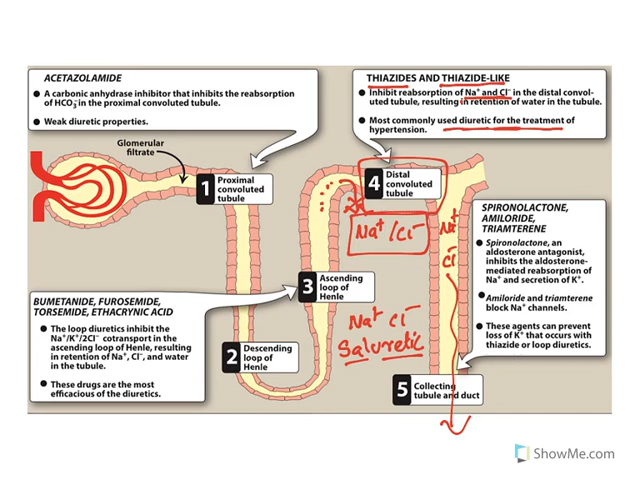 ACETAZOLAMIDE
● A carbonic anhydrase inhibitor that inhibits the reabsorption
of HCO₃⁻ in the proximal convoluted tubule.
● Weak diuretic properties.
THIAZIDES AND THIAZIDE-LIKE
● Inhibit reabsorption of Na⁺ and Cl⁻ in the distal convol-
uted tubule, resulting in retention of water in the tubule.
● Most commonly used diuretic for the treatment of
hypertension.
Glomerular
filtrate
1 Proximal
convoluted
tubule
4 Distal
convoluted
tubule
Na⁺/Cl⁻
Na⁺
Cl⁻
SPIRONOLACTONE,
AMILORIDE,
TRIAMTERENE
● Spironolactone, an
aldosterone antagonist,
inhibits the aldosterone-
mediated reabsorption of
Na⁺ and secretion of K⁺.
● Amiloride and triamterene
block Na⁺ channels.
● These agents can prevent
loss of K⁺ that occurs with
thiazide or loop diuretics.
3 Ascending
loop of
Henle
BUMETANIDE, FUROSEMIDE,
TORSEMIDE, ETHACRYNIC ACID
● The loop diuretics inhibit the
Na⁺/K⁺/2Cl⁻ cotransport in the
ascending loop of Henle, resulting
in retention of Na⁺, Cl⁻, and water
in the tubule.
● These drugs are the most
efficacious of the diuretics.
2 Descending
loop of
Henle
Na⁺ Cl⁻
Saluretic
5 Collecting
tubule and duct
ShowMe.com